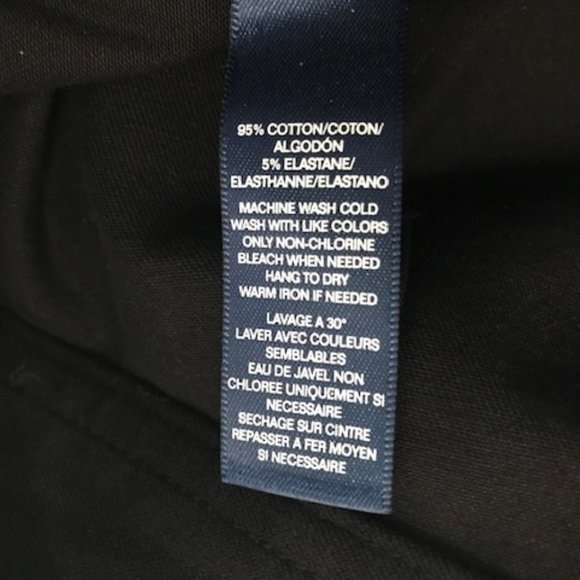 95% COTTON/COTON/
ALGODÓN
5% ELASTANE/
ELASTHANNE/ELASTANO
MACHINE WASH COLD
WASH WITH LIKE COLORS
ONLY NON-CHLORINE
BLEACH WHEN NEEDED
HANG TO DRY
WARM IRON IF NEEDED
LAVAGE A 30°
LAVER AVEC COULEURS
SEMBLABLES
EAU DE JAVEL NON
CHLOREE UNIQUEMENT SI
NECESSAIRE
SECHAGE SUR CINTRE
REPASSER A FER MOYEN
SI NECESSAIRE